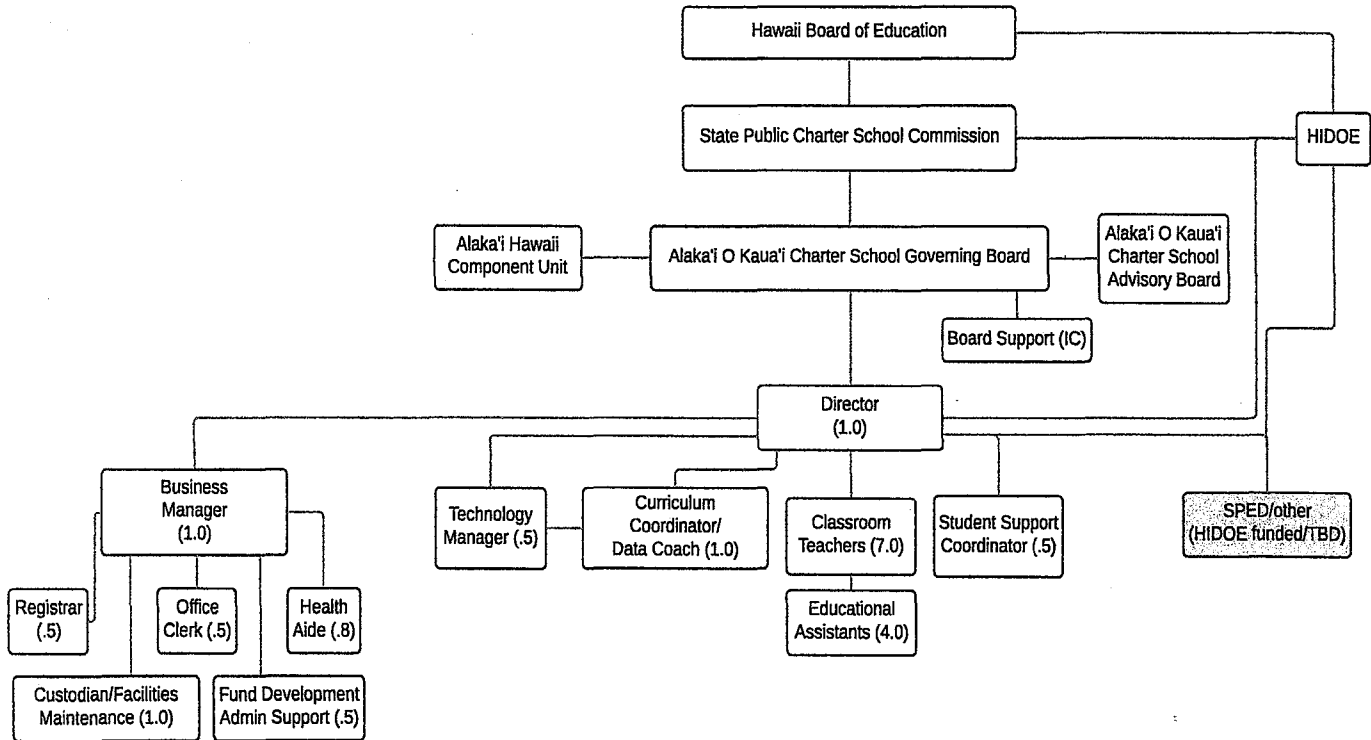 Hawaii Board of Education
State Public Charter School Commission
HIDOE
Alaka'i Hawaii
Component Unit
Alaka'i O Kaua'i Charter School Governing Board
Alaka'i O Kaua'i
Charter School
Advisory Board
Board Support (IC)
Director
(1.0)
Business
Manager
(1.0)
Technology
Manager (.5)
Curriculum
Coordinator/
Data Coach (1.0)
Classroom
Teachers (7.0)
Student Support
Coordinator (.5)
SPED/other
(HIDOE funded/TBD)
Registrar
(.5)
Office
Clerk (.5)
Health
Aide (.8)
Educational
Assistants (4.0)
Custodian/Facilities
Maintenance (1.0)
Fund Development
Admin Support (.5)